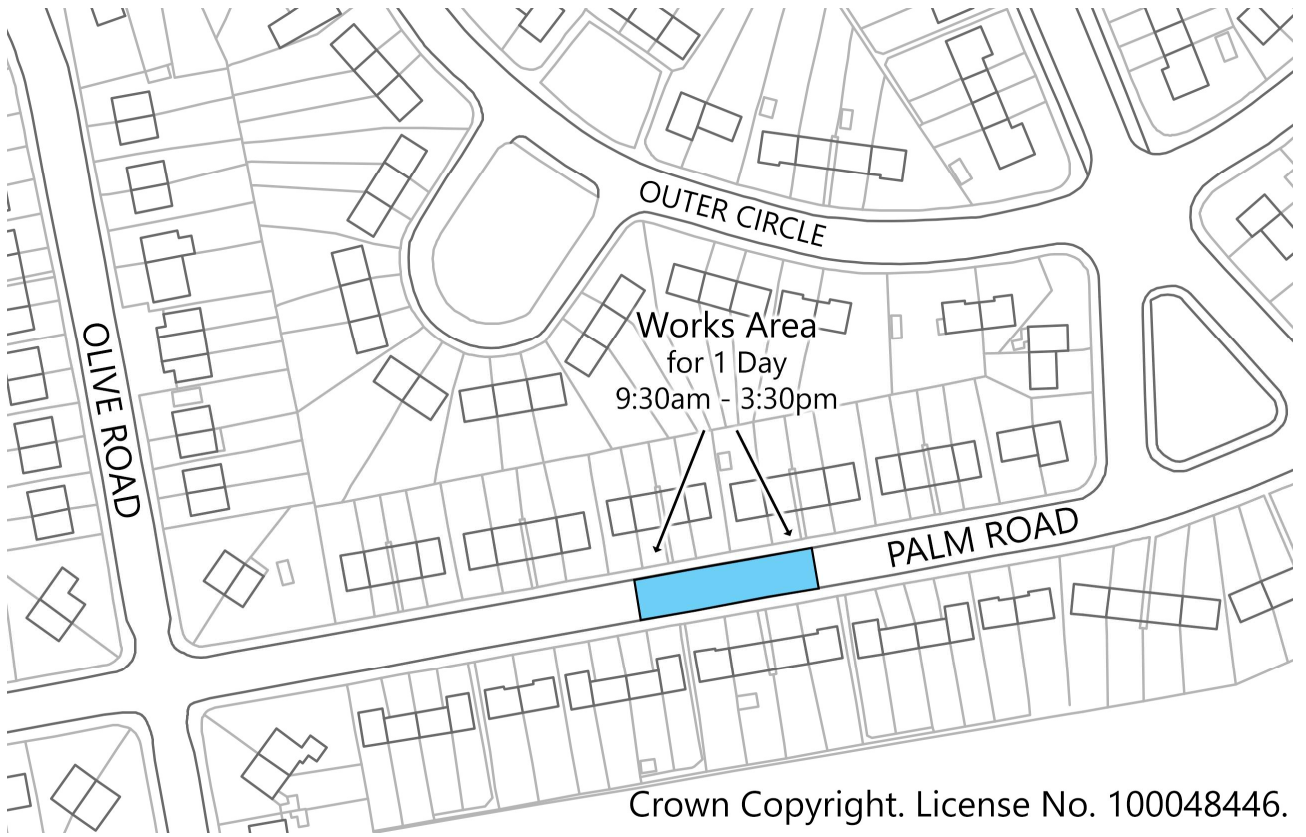 OUTER CIRCLE
Works Area
for 1 Day
9:30am - 3:30pm
OLIVE ROAD
PALM ROAD
Crown Copyright. License No. 100048446.